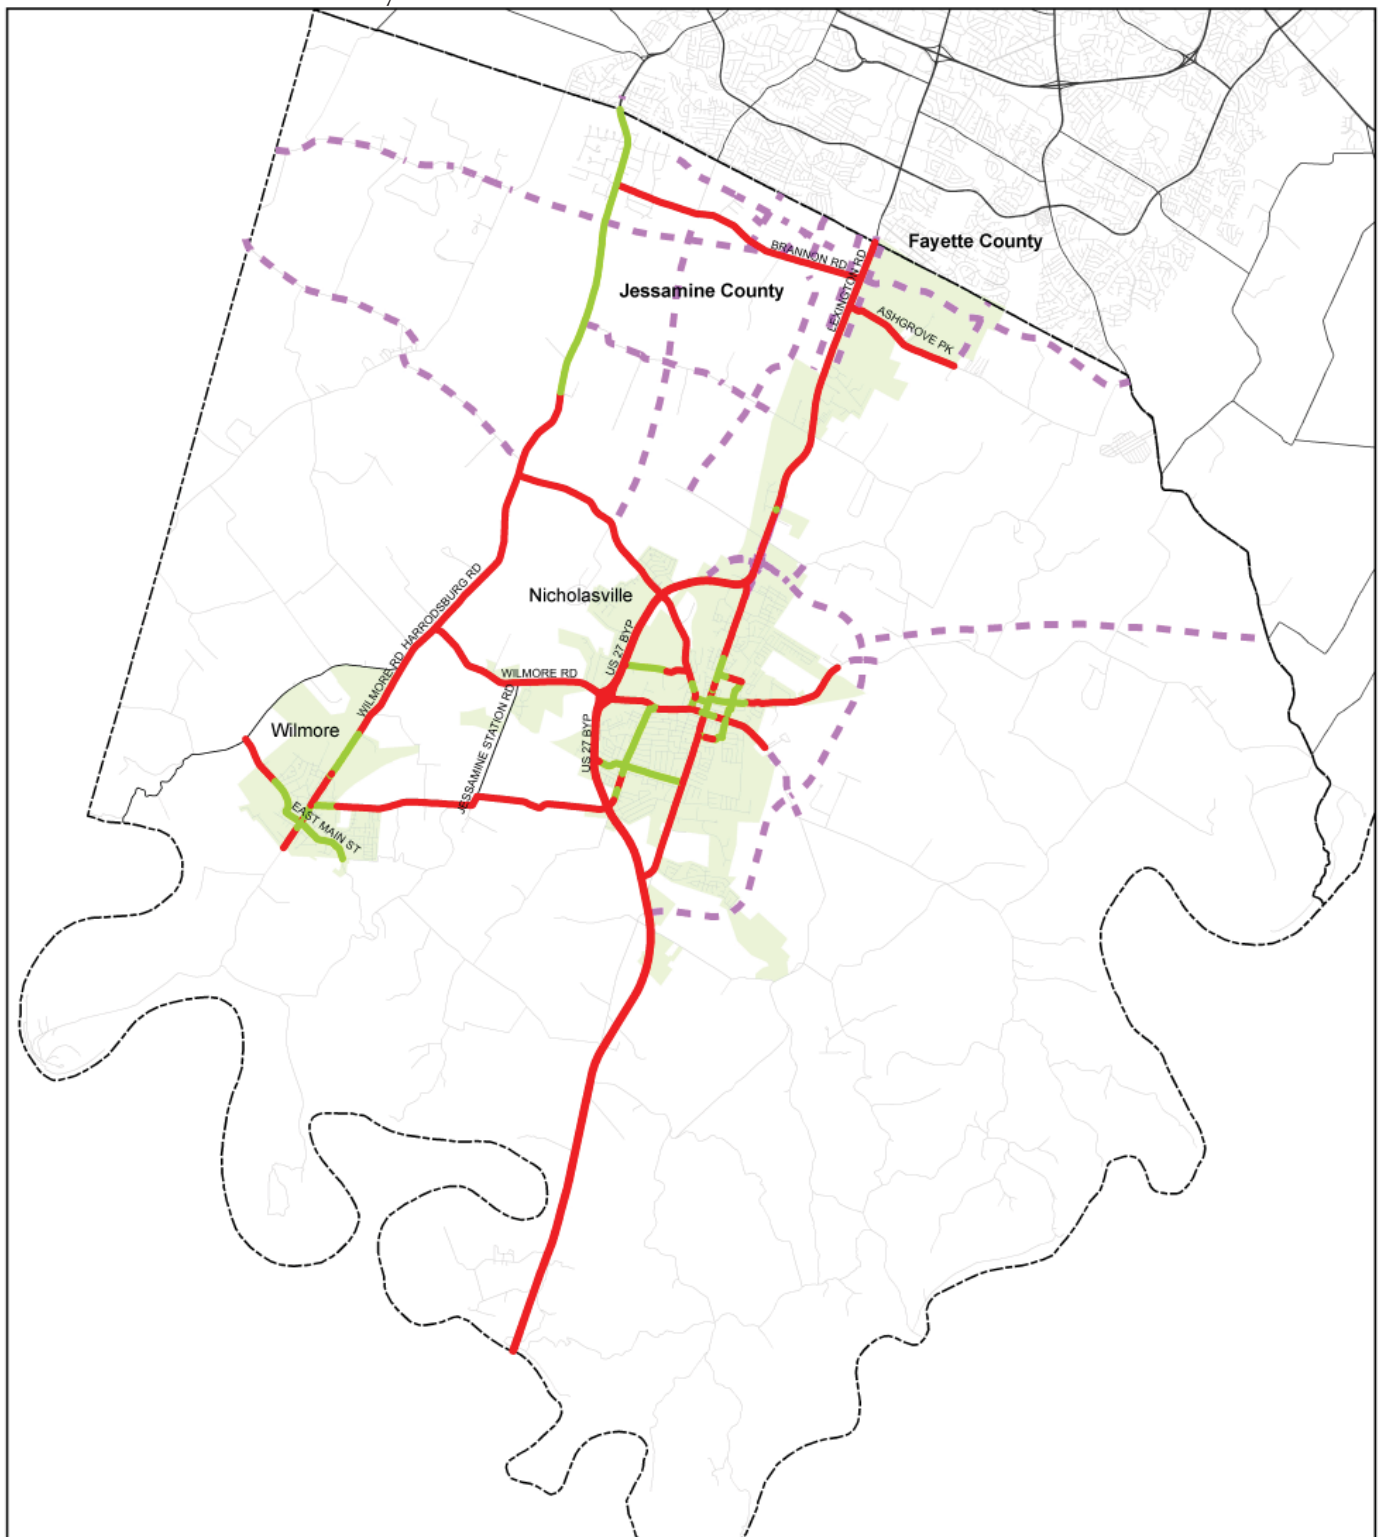 Fayette County
BRANNON RD
LEXINGTON RD
Jessamine County
ASHGROVE PK
HARRODSBURG RD
Nicholasville
US 27 BYP
WILMORE RD
WILMORE RD
Wilmore
JESSAMINE STATION RD
US 27 BYP
EAST MAIN ST